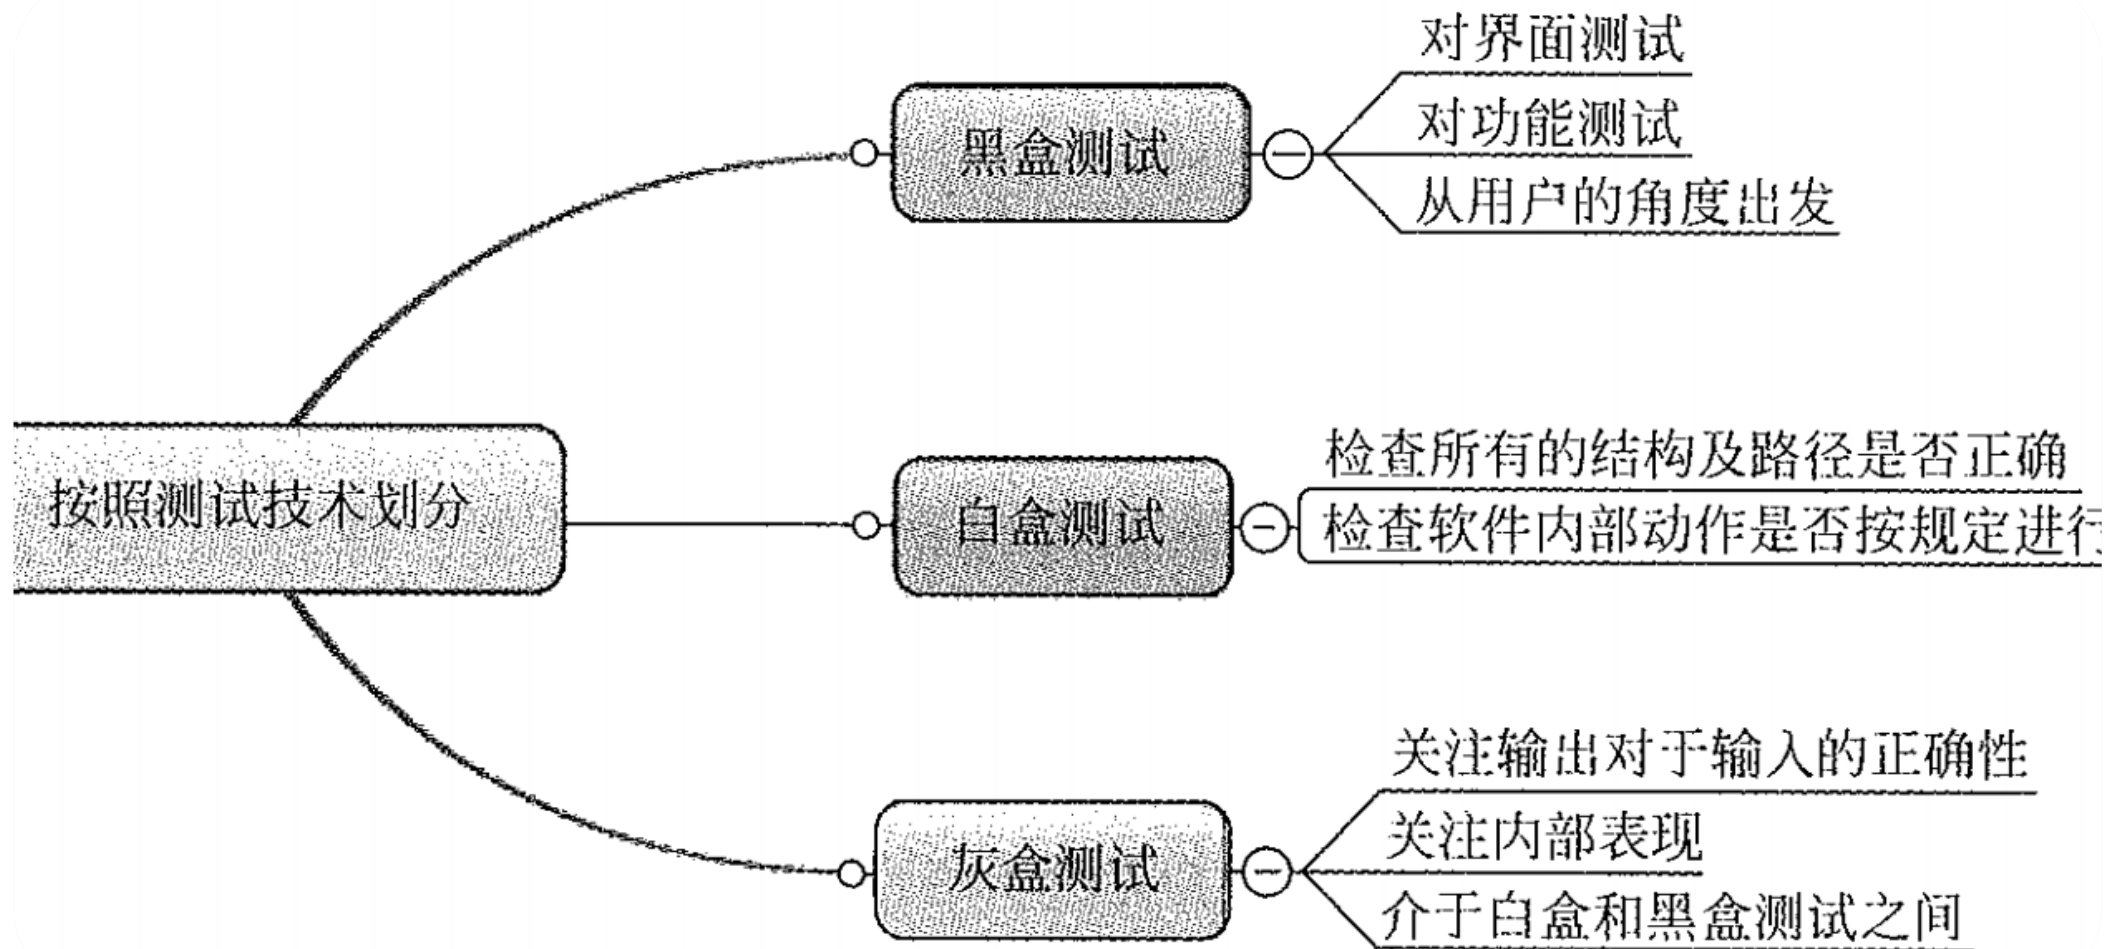 对界面测试
对功能测试
从用户的角度出发
黑盒测试
按照测试技术划分
白盒测试
检查所有的结构及路径是否正确
检查软件内部动作是否按规定进行
灰盒测试
关注输出对于输入的正确性
关注内部表现
介于白盒和黑盒测试之间